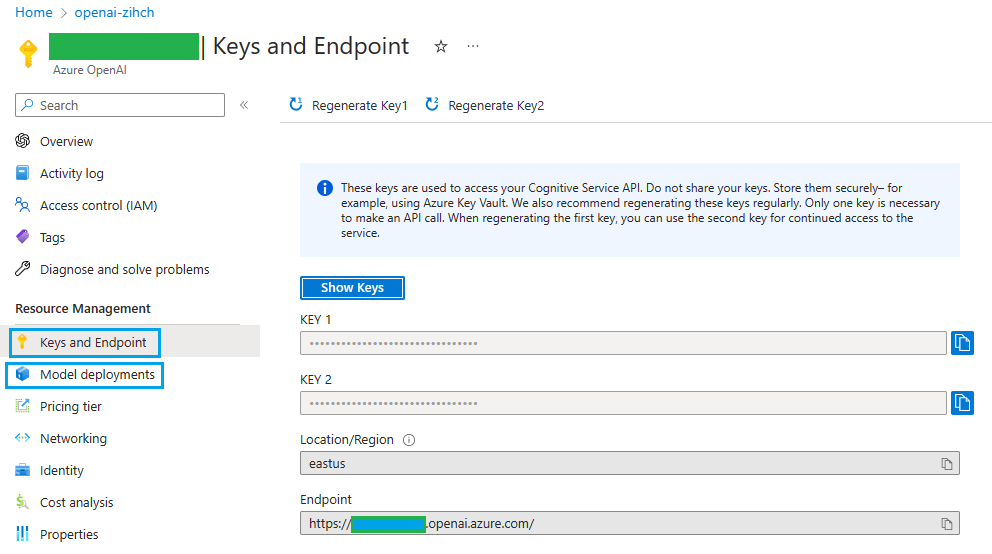 Home > openai-zihch
| Keys and Endpoint ☆ ...
Azure OpenAI
Search
«
Regenerate Key1
Regenerate Key2
Overview
Activity log
Access control (IAM)
Tags
Diagnose and solve problems
Resource Management
Keys and Endpoint
Model deployments
Pricing tier
Networking
Identity
Cost analysis
Properties
These keys are used to access your Cognitive Service API. Do not share your keys. Store them securely– for
example, using Azure Key Vault. We also recommend regenerating these keys regularly. Only one key is necessary
to make an API call. When regenerating the first key, you can use the second key for continued access to the
service.
Show Keys
KEY 1
••••••••••••••••••••••••••••••••
KEY 2
••••••••••••••••••••••••••••••••
Location/Region
eastus
Endpoint
https:// .openai.azure.com/